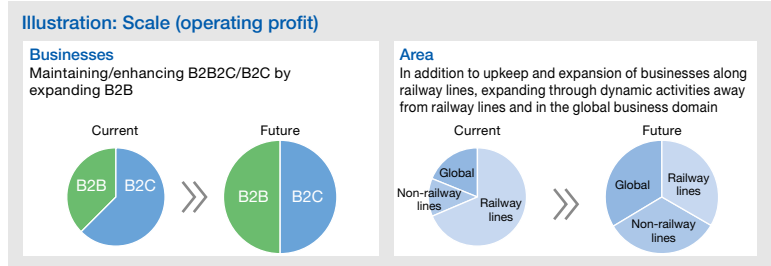 Illustration: Scale (operating profit)
Businesses
Maintaining/enhancing B2B2C/B2C by
expanding B2B
Current
Future
B2B
B2C
B2B
B2C
Area
In addition to upkeep and expansion of businesses along
railway lines, expanding through dynamic activities away
from railway lines and in the global business domain
Current
Future
Global
Non-railway
lines
Railway
lines
Global
Railway
lines
Non-railway
lines